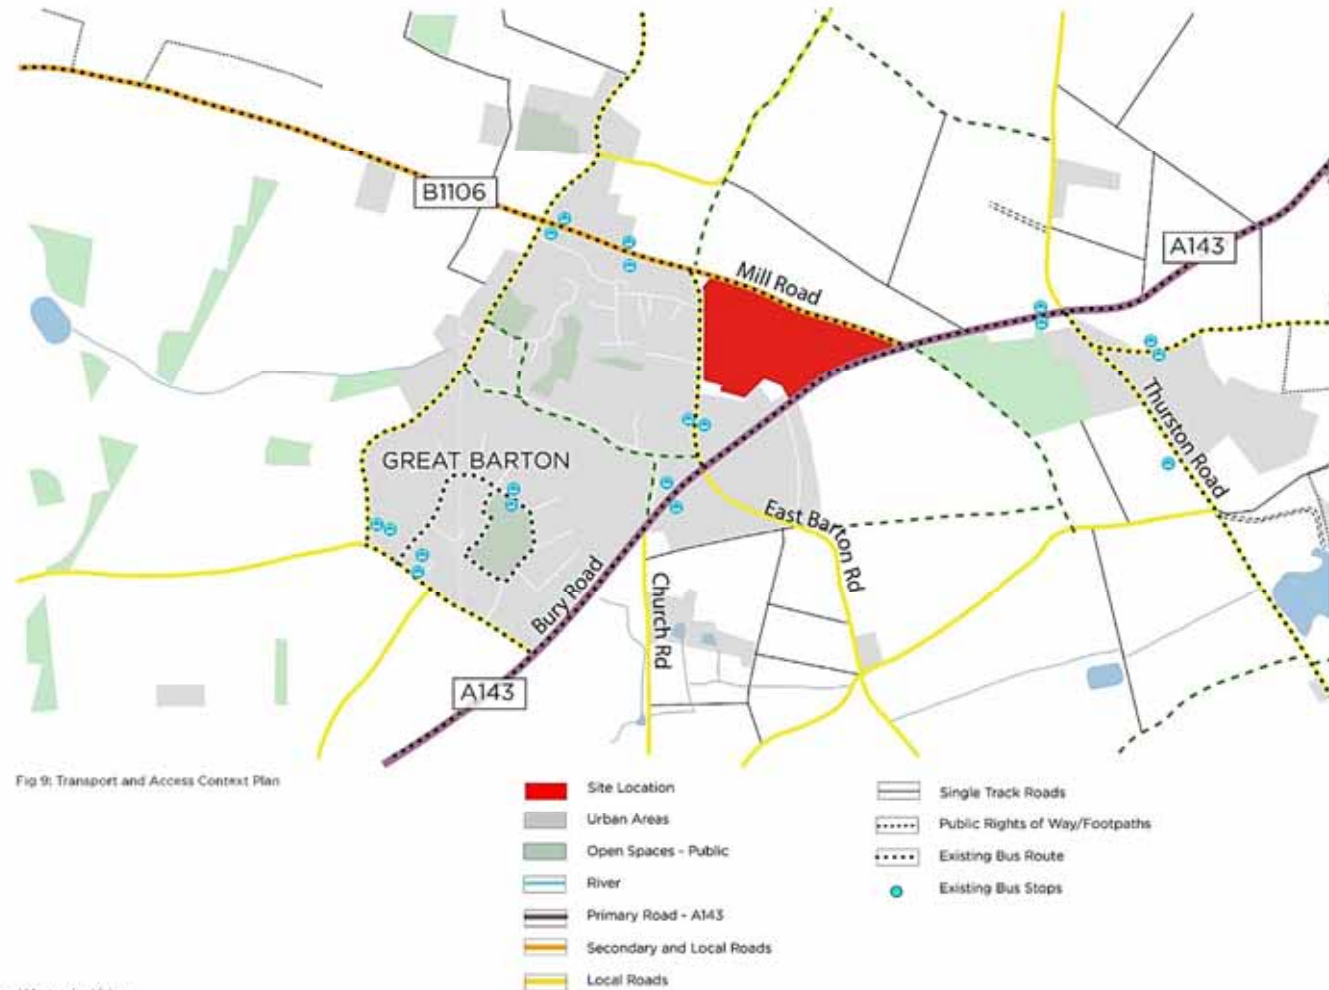 B1106
A143
Mill Road
GREAT BARTON
Thurston Road
East Barton Rd
Bury Road
Church Rd
A143
Fig 9: Transport and Access Context Plan
Site Location
Urban Areas
Open Spaces - Public
River
Primary Road - A143
Secondary and Local Roads
Local Roads
Single Track Roads
Public Rights of Way/Footpaths
Existing Bus Route
Existing Bus Stops